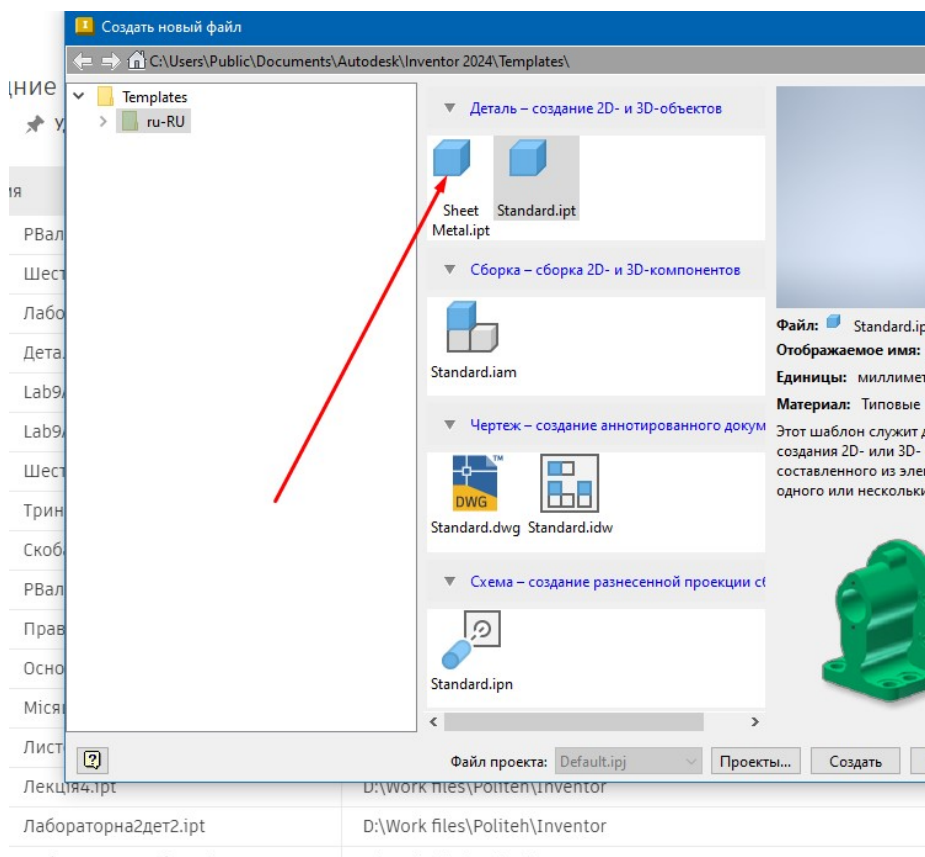 Создать новый файл
C:\Users\Public\Documents\Autodesk\Inventor 2024\Templates\
Templates
ru-RU
Деталь – создание 2D- и 3D-объектов
Sheet Metal.ipt
Standard.ipt
Сборка – сборка 2D- и 3D-компонентов
Standard.iam
Чертеж – создание аннотированного докум
DWG
Standard.dwg Standard.idw
Схема – создание разнесенной проекции сб
Standard.ipn
Файл: Standard.ip
Отображаемое имя:
Единицы: миллимет
Материал: Типовые
Этот шаблон служит д
создания 2D- или 3D-
составленного из эле
одного или нескольки
Файл проекта: Default.ipj Проекты... Создать
дние
я
РВал
Шест
Лабо
Дета
Lab9
Lab9
Шест
Трин
Скоб
РВал
Прав
Осно
Місяц
Лист
Лекція4.ipt D:\Work files\Politeh\Inventor
Лабораторна2дет2.ipt D:\Work files\Politeh\Inventor